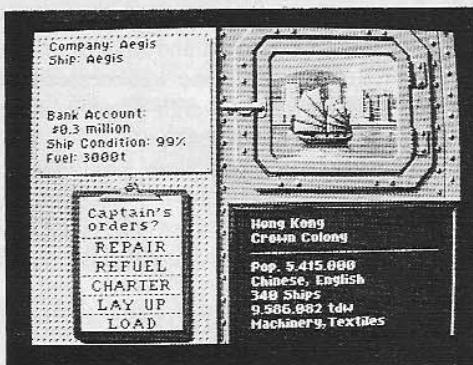 Company: Aegis
Ship: Aegis
Bank Account:
#0.3 million
Ship Condition: 99%
Fuel: 3000t
Captain's
orders?
REPAIR
REFUEL
CHARTER
LAY UP
LOAD
Hong Kong
Crown Colony
Pop. 5.415.000
Chinese, English
340 Ships
9.586.082 tdw
Machinery,Textiles